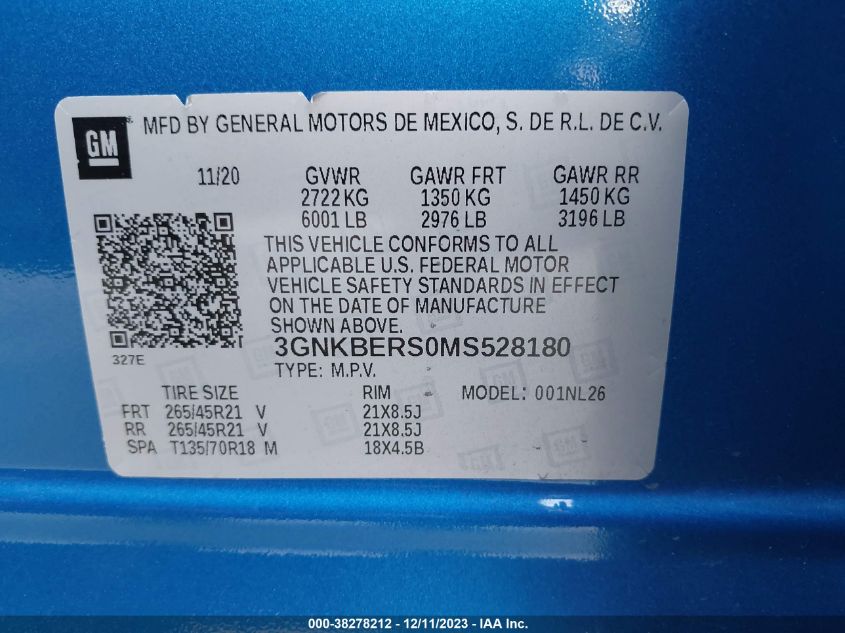 GM
MFD BY GENERAL MOTORS DE MEXICO, S. DE R.L. DE C.V.
11/20 GVWR GAWR FRT GAWR RR
2722 KG 1350 KG 1450 KG
6001 LB 2976 LB 3196 LB
THIS VEHICLE CONFORMS TO ALL
APPLICABLE U.S. FEDERAL MOTOR
VEHICLE SAFETY STANDARDS IN EFFECT
ON THE DATE OF MANUFACTURE
SHOWN ABOVE.
327E
3GNKBERS0MS528180
TYPE: M.P.V.
TIRE SIZE RIM MODEL: 001NL26
FRT 265/45R21 V 21X8.5J
RR 265/45R21 V 21X8.5J
SPA T135/70R18 M 18X4.5B
000-38278212 - 12/11/2023 - IAA Inc.